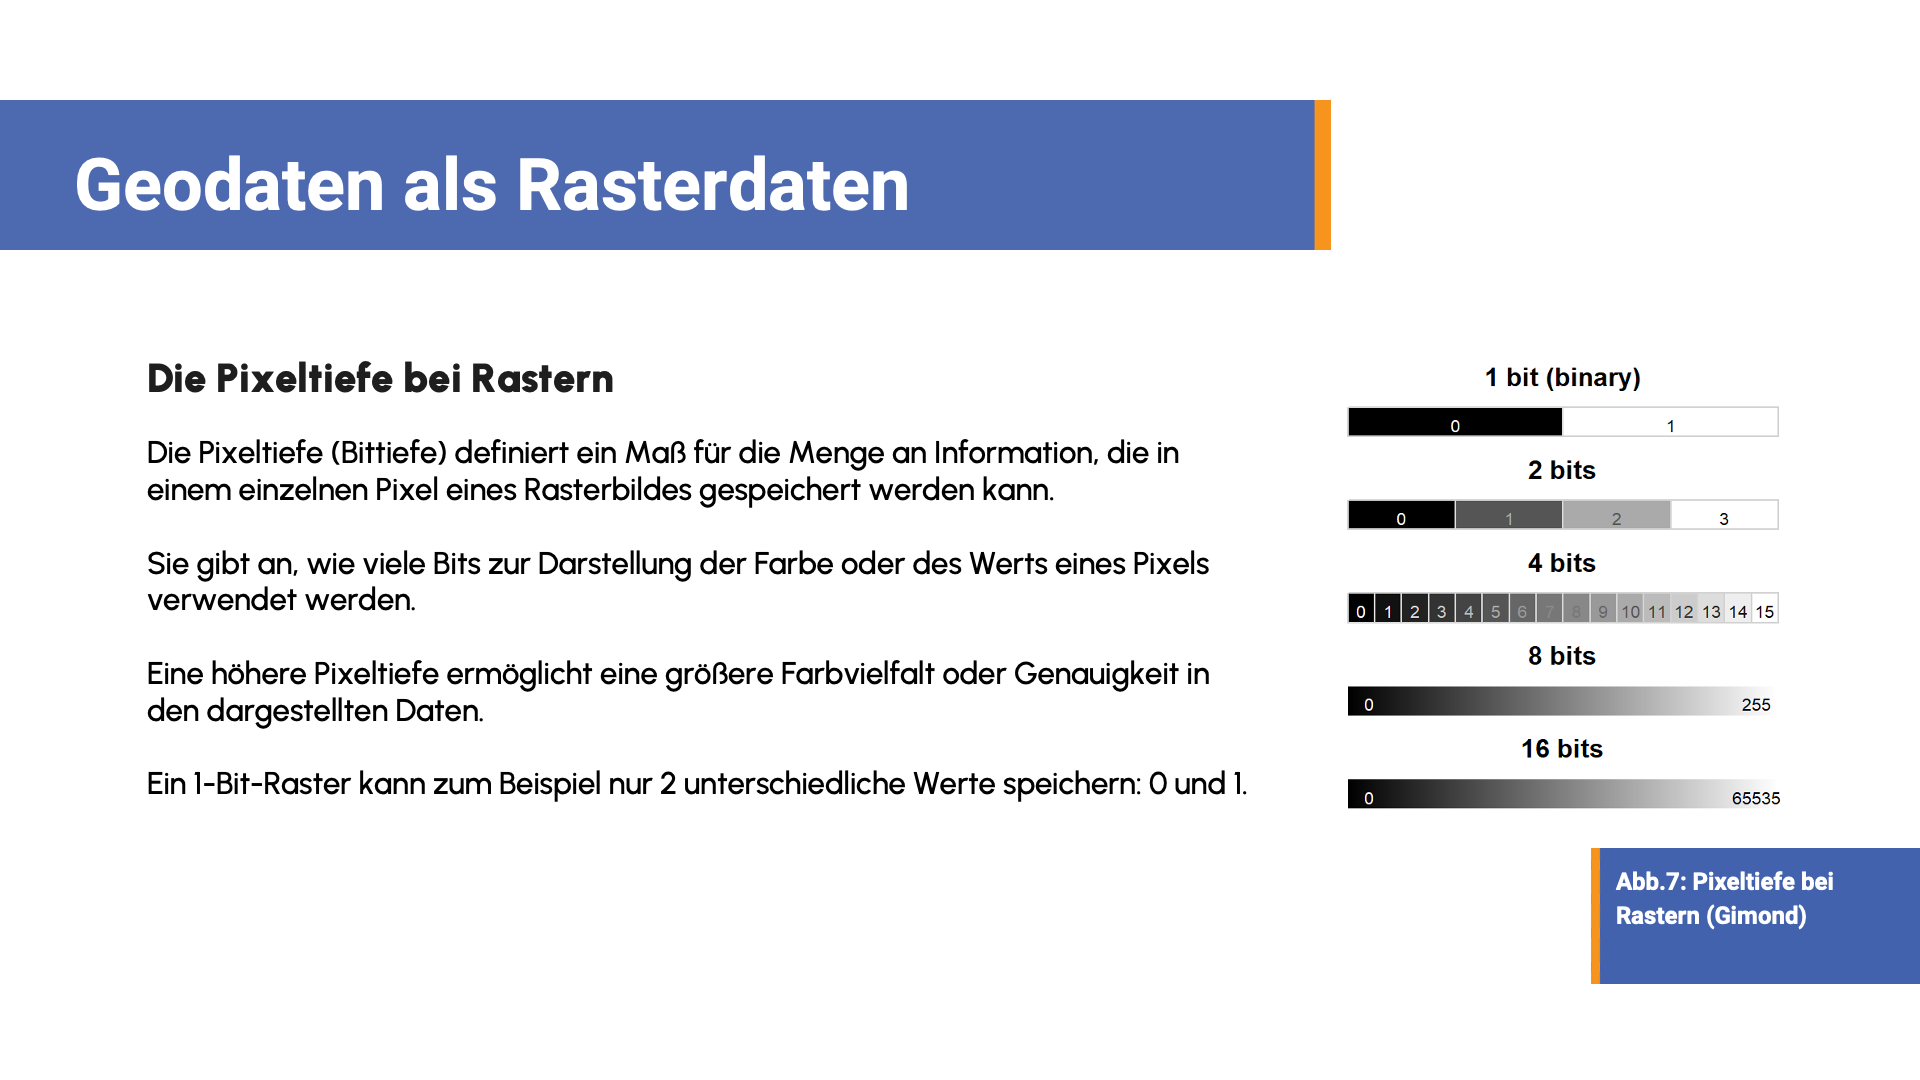 Geodaten als Rasterdaten
Die Pixeltiefe bei Rastern
Die Pixeltiefe (Bittiefe) definiert ein Maß für die Menge an Information, die in
einem einzelnen Pixel eines Rasterbildes gespeichert werden kann.
Sie gibt an, wie viele Bits zur Darstellung der Farbe oder des Werts eines Pixels
verwendet werden.
Eine höhere Pixeltiefe ermöglicht eine größere Farbvielfalt oder Genauigkeit in
den dargestellten Daten.
Ein 1-Bit-Raster kann zum Beispiel nur 2 unterschiedliche Werte speichern: 0 und 1.
1 bit (binary)
0 1
2 bits
0 1 2 3
4 bits
0 1 2 3 4 5 6 7 8 9 10 11 12 13 14 15
8 bits
0 255
16 bits
0 65535
Abb.7: Pixeltiefe bei
Rastern (Gimond)